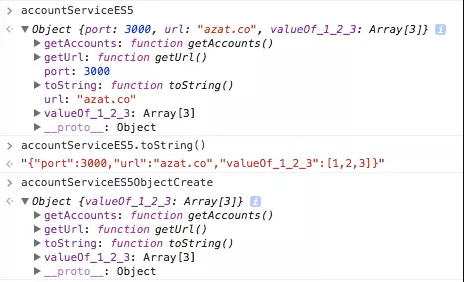 > accountServiceES5
Object {port: 3000, url: "azat.co", valueOf_1_2_3: Array[3]} i
getAccounts: function getAccounts()
getUrl: function getUrl()
port: 3000
toString: function toString()
url: "azat.co"
valueOf_1_2_3: Array[3]
__proto__: Object
> accountServiceES5.toString()
"{"port":3000,"url":"azat.co","valueOf_1_2_3":[1,2,3]}"
> accountServiceES5ObjectCreate
Object {valueOf_1_2_3: Array[3]} i
getAccounts: function getAccounts()
getUrl: function getUrl()
toString: function toString()
valueOf_1_2_3: Array[3]
__proto__: Object